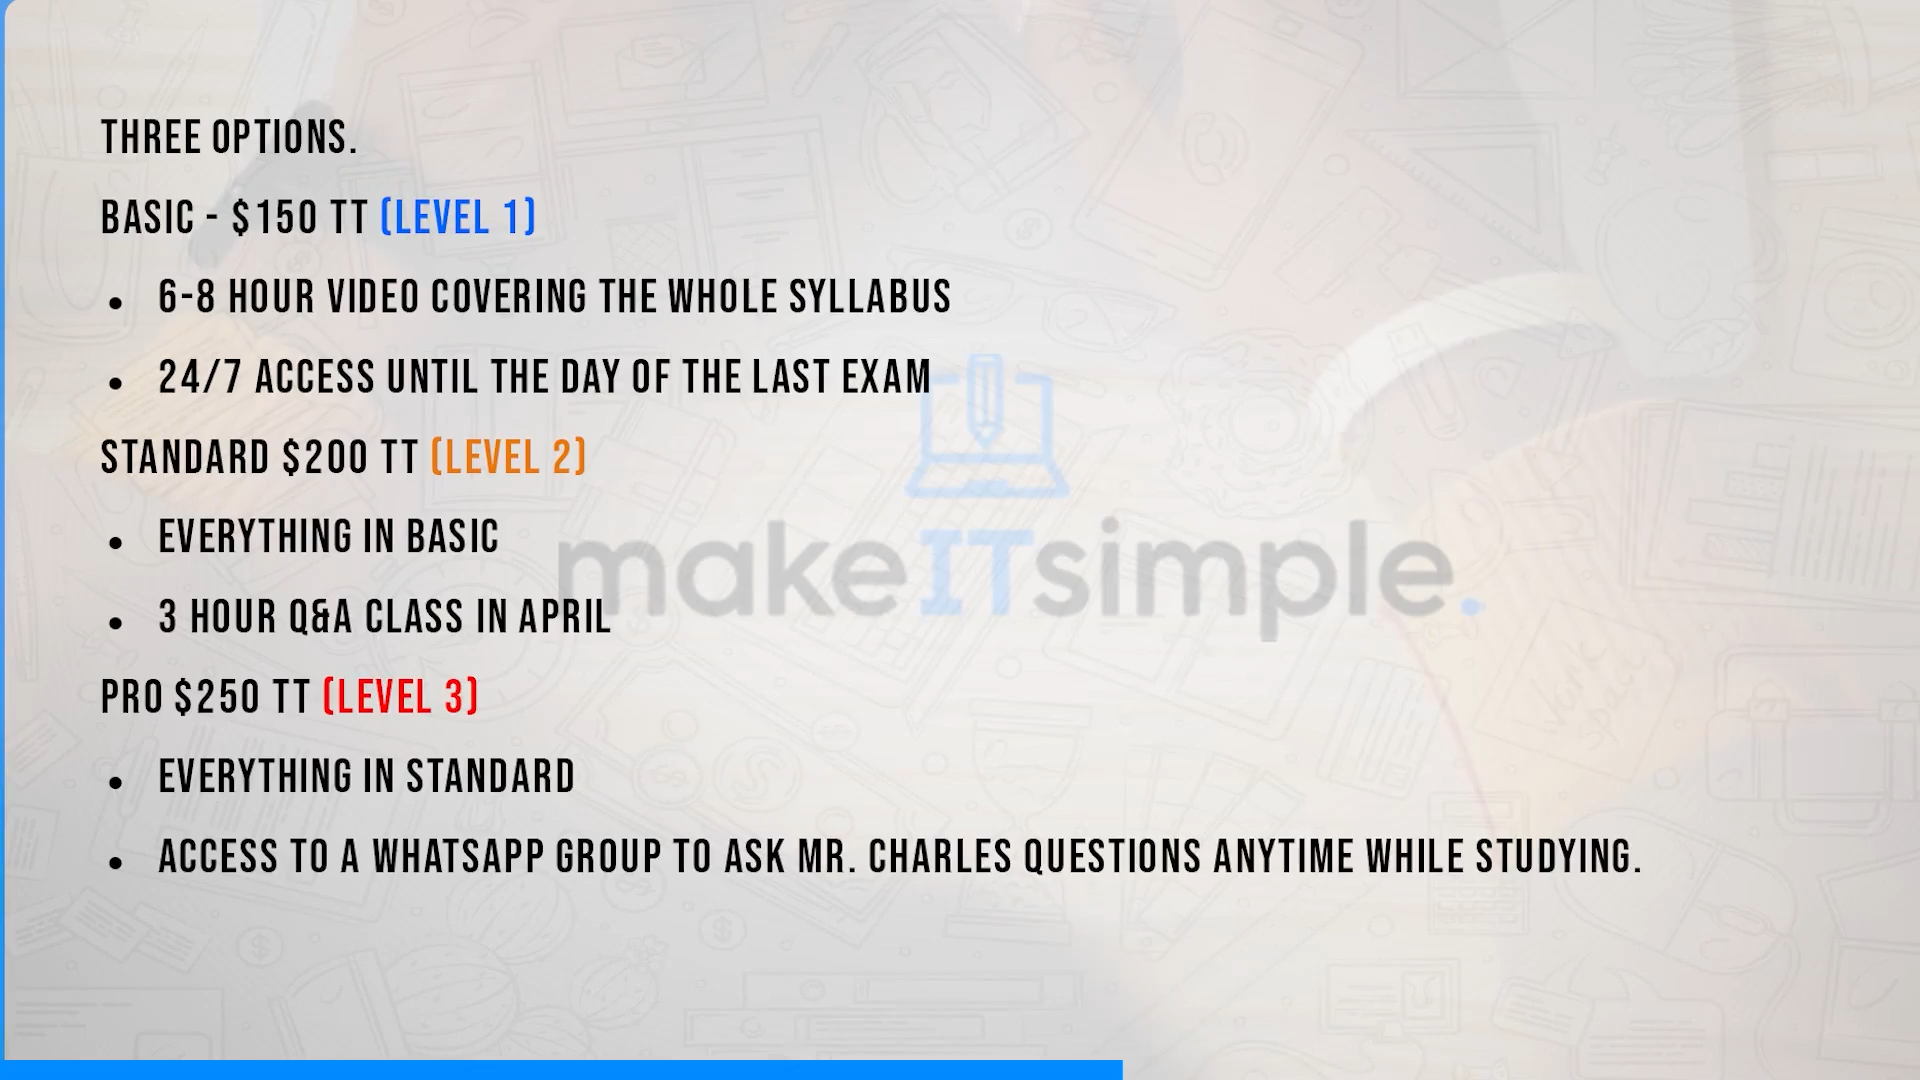 THREE OPTIONS.
BASIC - $150 TT (LEVEL 1)
• 6-8 HOUR VIDEO COVERING THE WHOLE SYLLABUS
• 24/7 ACCESS UNTIL THE DAY OF THE LAST EXAM
STANDARD $200 TT (LEVEL 2)
• EVERYTHING IN BASIC
makeITsimple.
• 3 HOUR Q&A CLASS IN APRIL
PRO $250 TT (LEVEL 3)
• EVERYTHING IN STANDARD
• ACCESS TO A WHATSAPP GROUP TO ASK MR. CHARLES QUESTIONS ANYTIME WHILE STUDYING.